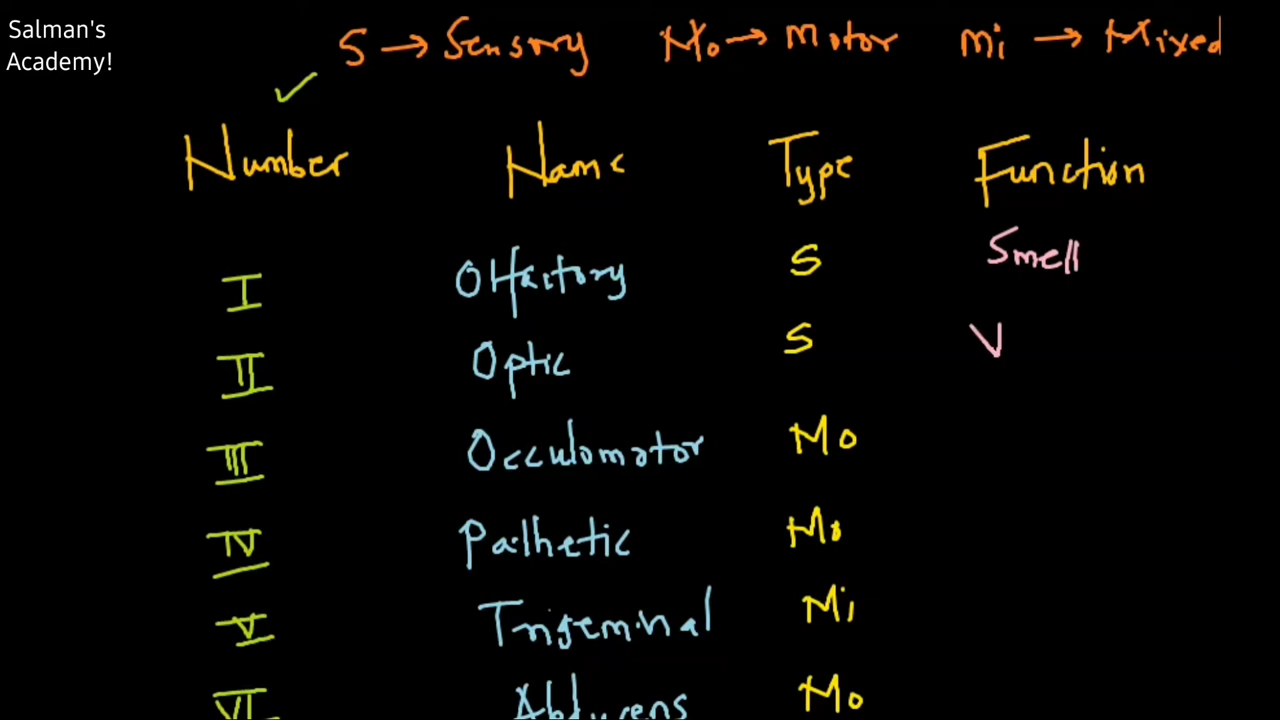 Salman's
Academy!
S → Sensory Mo → Motor Mi → Mixed
Number Name Type Function
I Olfactory S Smell
II Optic S V
III Occulomotor Mo
IV Pathetic Mo
V Trigeminal Mi
VI Abducens Mo